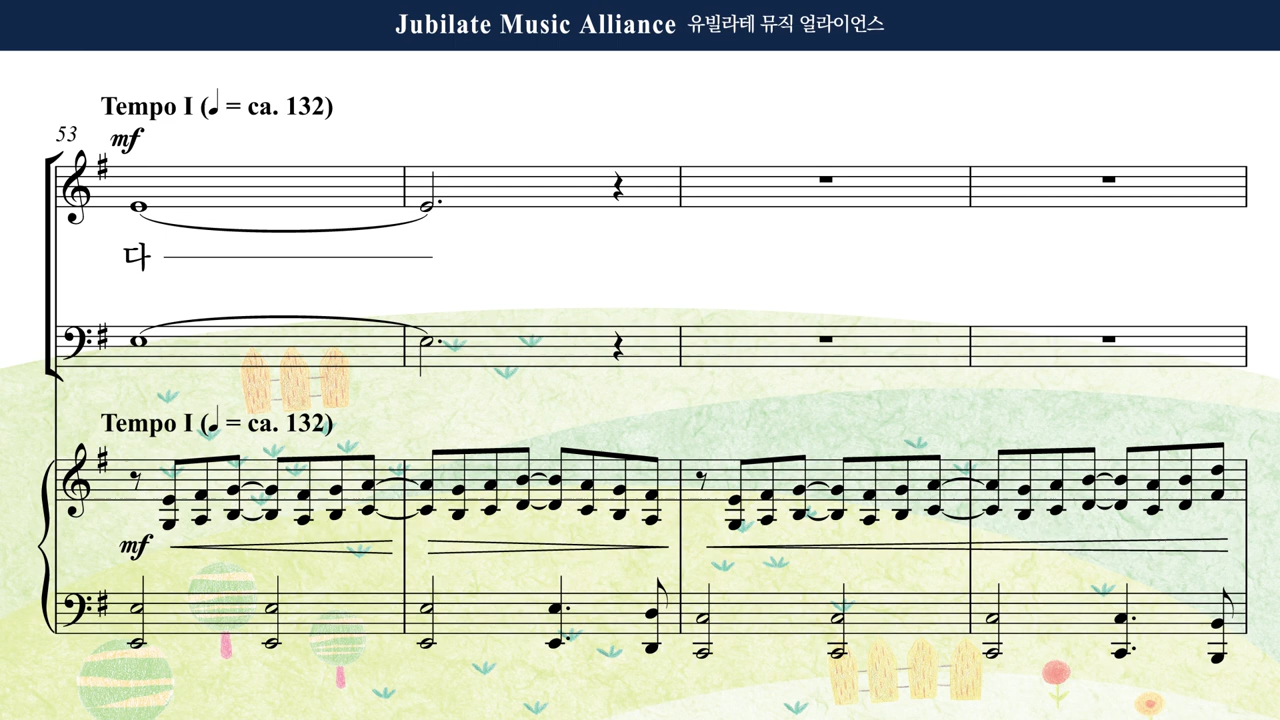 Jubilate Music Alliance 유빌라테 뮤직 얼라이언스
Tempo I (♩ = ca. 132)
53 mf
다
Tempo I (♩ = ca. 132)
mf